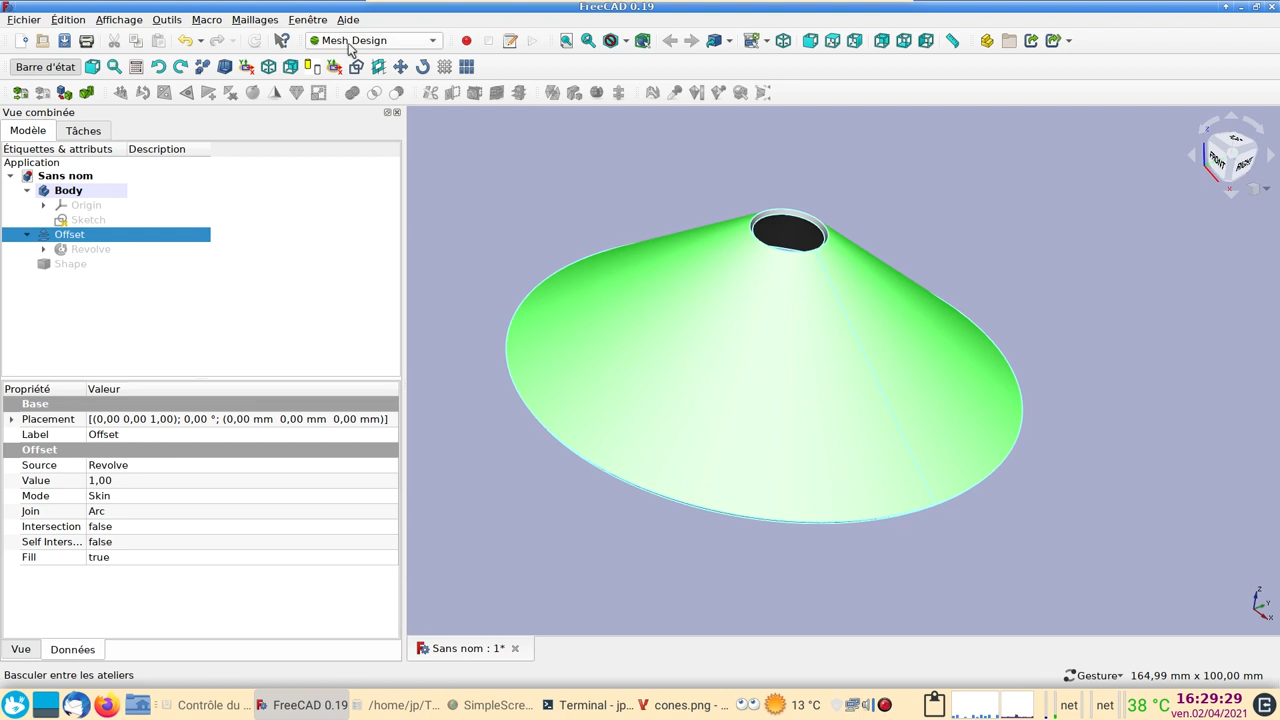 FreeCAD 0.19
Fichier Édition Affichage Outils Macro Maillages Fenêtre Aide
Mesh Design
Barre d'état
Vue combinée
Modèle Tâches
Étiquettes & attributs Description
Application
Sans nom
Body
Origin
Sketch
Offset
Revolve
Shape
FRONT RIGHT
Z
X
Propriété Valeur
Base
Placement [(0,00 0,00 1,00); 0,00 °; (0,00 mm 0,00 mm 0,00 mm)]
Label Offset
Offset
Source Revolve
Value 1,00
Mode Skin
Join Arc
Intersection false
Self Inters... false
Fill true
Z
Y
X
Vue Données
Sans nom : 1*
Basculer entre les ateliers Gesture 164,99 mm x 100,00 mm
Contrôle du ... FreeCAD 0.19 /home/jp/T... SimpleScre... Terminal - jp... cones.png - ... 13 °C net net 38 °C 16:29:29
ven.02/04/2021